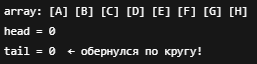 array: [A] [B] [C] [D] [E] [F] [G] [H]
head = 0
tail = 0 ← обернулся по кругу!